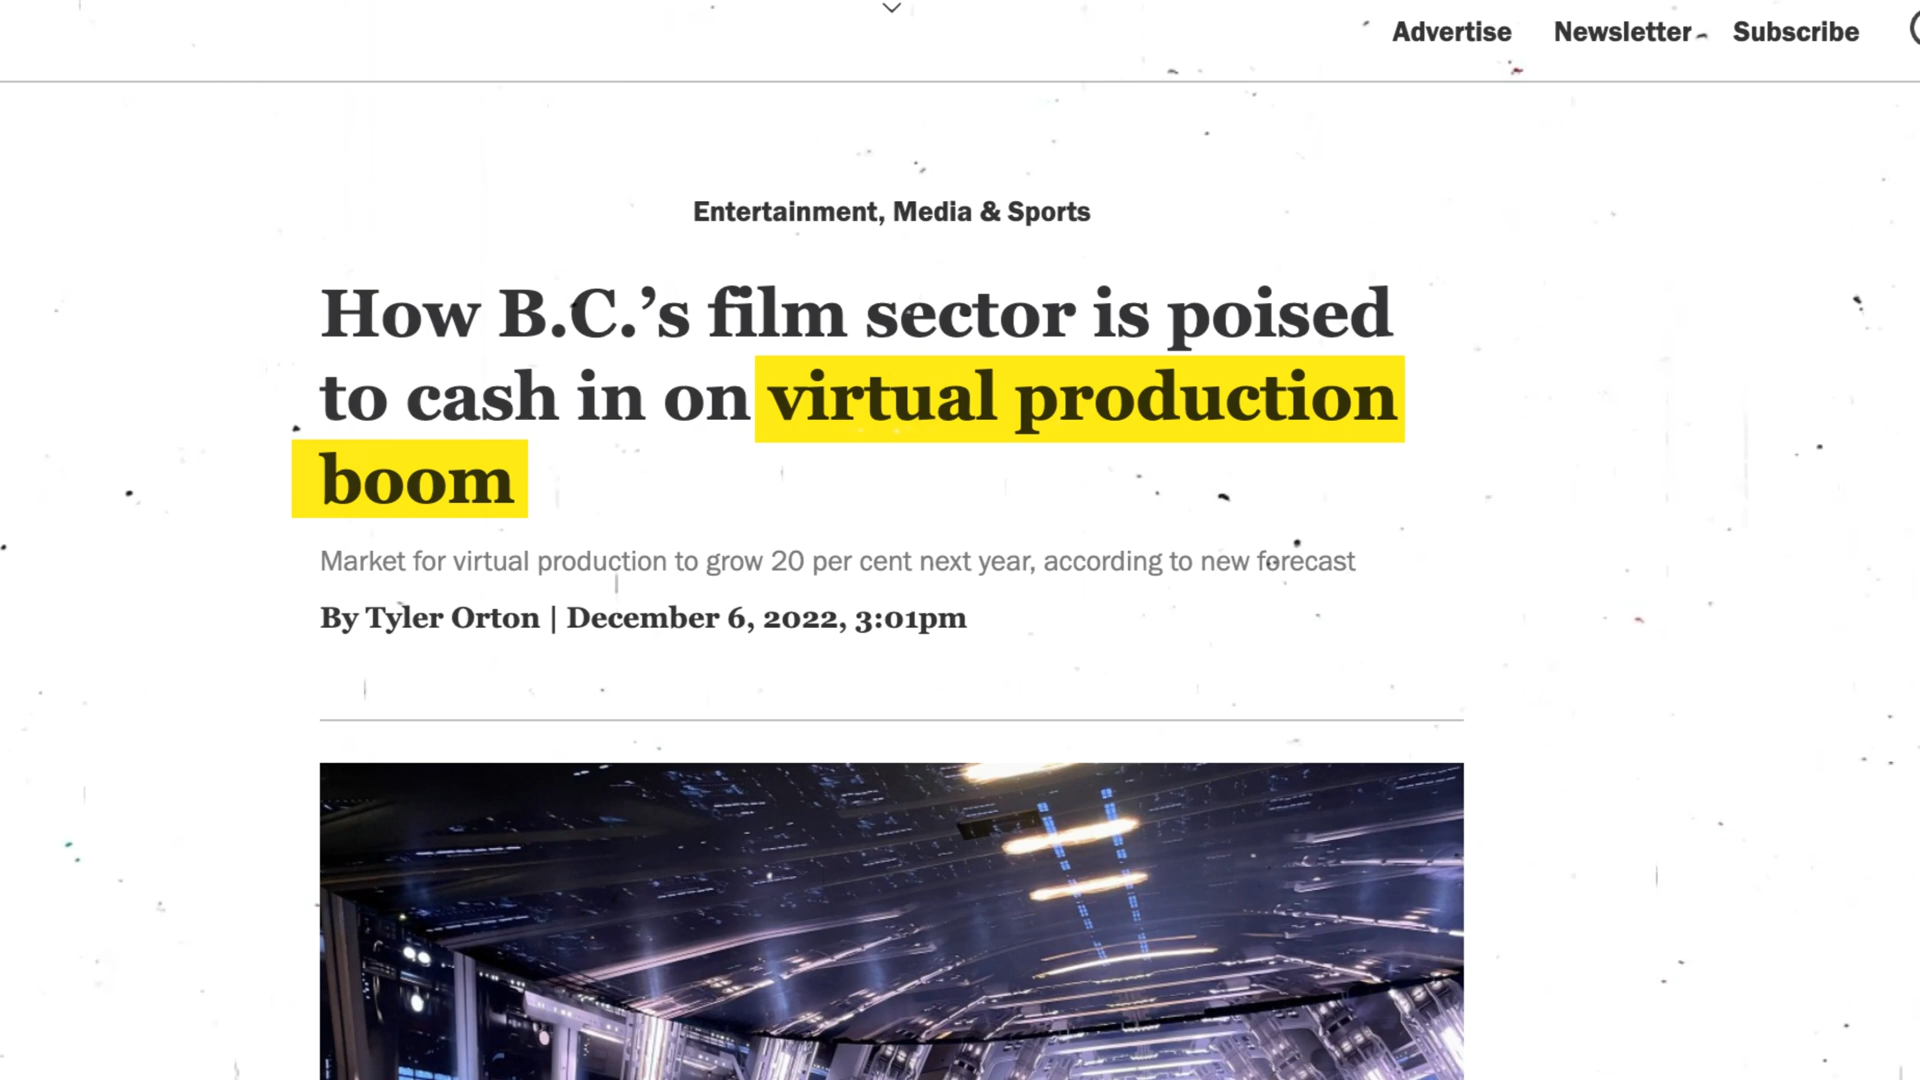 Advertise Newsletter Subscribe
Entertainment, Media & Sports
How B.C.’s film sector is poised
to cash in on virtual production
boom
Market for virtual production to grow 20 per cent next year, according to new forecast
By Tyler Orton | December 6, 2022, 3:01pm